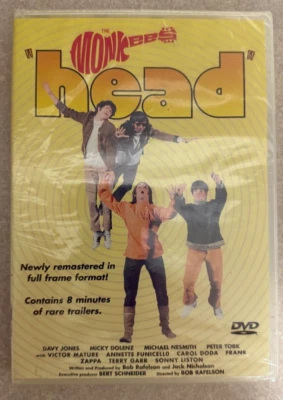 THE
MONKEES
IN
"head"
Newly remastered in
full frame format!
Contains 8 minutes
of rare trailers.
DVD
VIDEO
DAVY JONES MICKY DOLENZ MICHAEL NESMITH PETER TORK
with VICTOR MATURE ANNETTE FUNICELLO CAROL DODA FRANK
ZAPPA TERRY GARR SONNY LISTON
Written and Produced by Bob Rafelson and Jack Nicholson
Executive producer BERT SCHNEIDER Directed by BOB RAFELSON